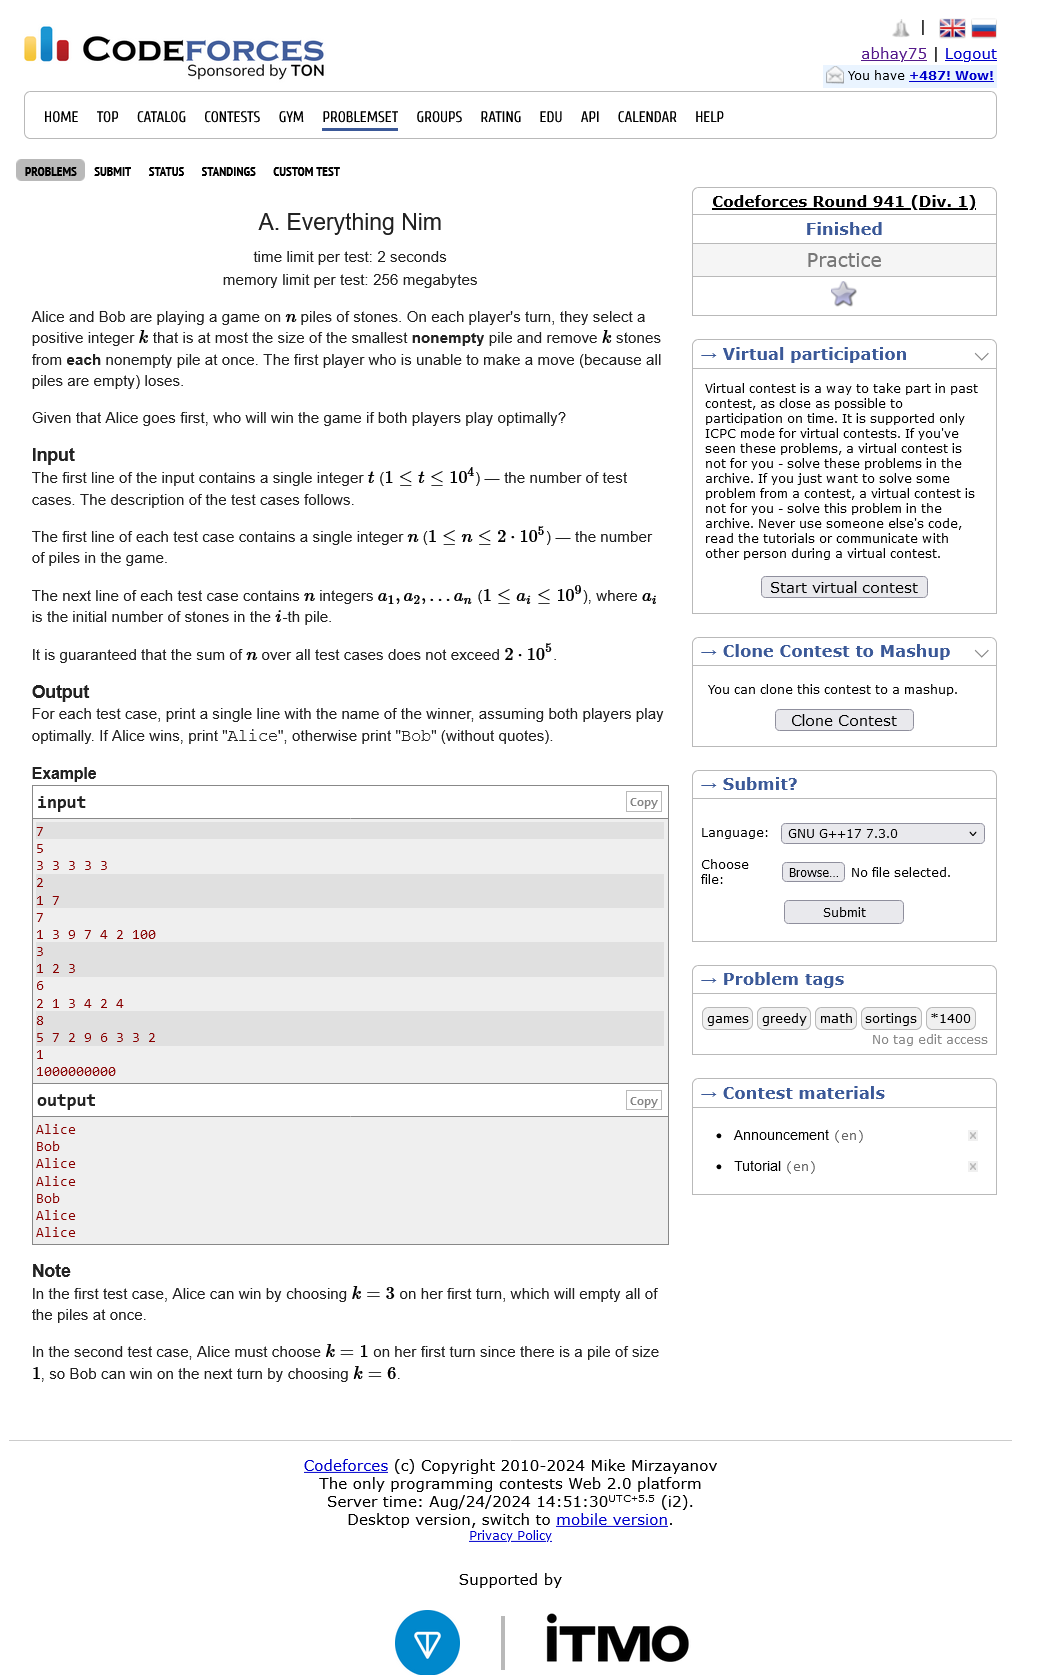 CODEFORCES
Sponsored by TON
|
abhay75 | Logout
You have +487! Wow!
HOME TOP CATALOG CONTESTS GYM PROBLEMSET GROUPS RATING EDU API CALENDAR HELP
PROBLEMS SUBMIT STATUS STANDINGS CUSTOM TEST
A. Everything Nim
time limit per test: 2 seconds
memory limit per test: 256 megabytes
Alice and Bob are playing a game on n piles of stones. On each player's turn, they select a
positive integer k that is at most the size of the smallest nonempty pile and remove k stones
from each nonempty pile at once. The first player who is unable to make a move (because all
piles are empty) loses.
Given that Alice goes first, who will win the game if both players play optimally?
Input
The first line of the input contains a single integer t (1 ≤ t ≤ 10^4) — the number of test
cases. The description of the test cases follows.
The first line of each test case contains a single integer n (1 ≤ n ≤ 2 · 10^5) — the number
of piles in the game.
The next line of each test case contains n integers a_1, a_2, … a_n (1 ≤ a_i ≤ 10^9), where a_i
is the initial number of stones in the i-th pile.
It is guaranteed that the sum of n over all test cases does not exceed 2 · 10^5.
Output
For each test case, print a single line with the name of the winner, assuming both players play
optimally. If Alice wins, print "Alice", otherwise print "Bob" (without quotes).
Example
input
Copy
7
5
3 3 3 3 3
2
1 7
7
1 3 9 7 4 2 100
3
1 2 3
6
2 1 3 4 2 4
8
5 7 2 9 6 3 3 2
1
1000000000
output
Copy
Alice
Bob
Alice
Alice
Bob
Alice
Alice
Note
In the first test case, Alice can win by choosing k = 3 on her first turn, which will empty all of
the piles at once.
In the second test case, Alice must choose k = 1 on her first turn since there is a pile of size
1, so Bob can win on the next turn by choosing k = 6.
Codeforces Round 941 (Div. 1)
Finished
Practice
→ Virtual participation
Virtual contest is a way to take part in past
contest, as close as possible to
participation on time. It is supported only
ICPC mode for virtual contests. If you've
seen these problems, a virtual contest is
not for you - solve these problems in the
archive. If you just want to solve some
problem from a contest, a virtual contest is
not for you - solve this problem in the
archive. Never use someone else's code,
read the tutorials or communicate with
other person during a virtual contest.
Start virtual contest
→ Clone Contest to Mashup
You can clone this contest to a mashup.
Clone Contest
→ Submit?
Language: GNU G++17 7.3.0
Choose
file:
Browse... No file selected.
Submit
→ Problem tags
games greedy math sortings *1400
No tag edit access
→ Contest materials
• Announcement (en)
• Tutorial (en)
Codeforces (c) Copyright 2010-2024 Mike Mirzayanov
The only programming contests Web 2.0 platform
Server time: Aug/24/2024 14:51:30UTC+5.5 (i2).
Desktop version, switch to mobile version.
Privacy Policy
Supported by
iTMO